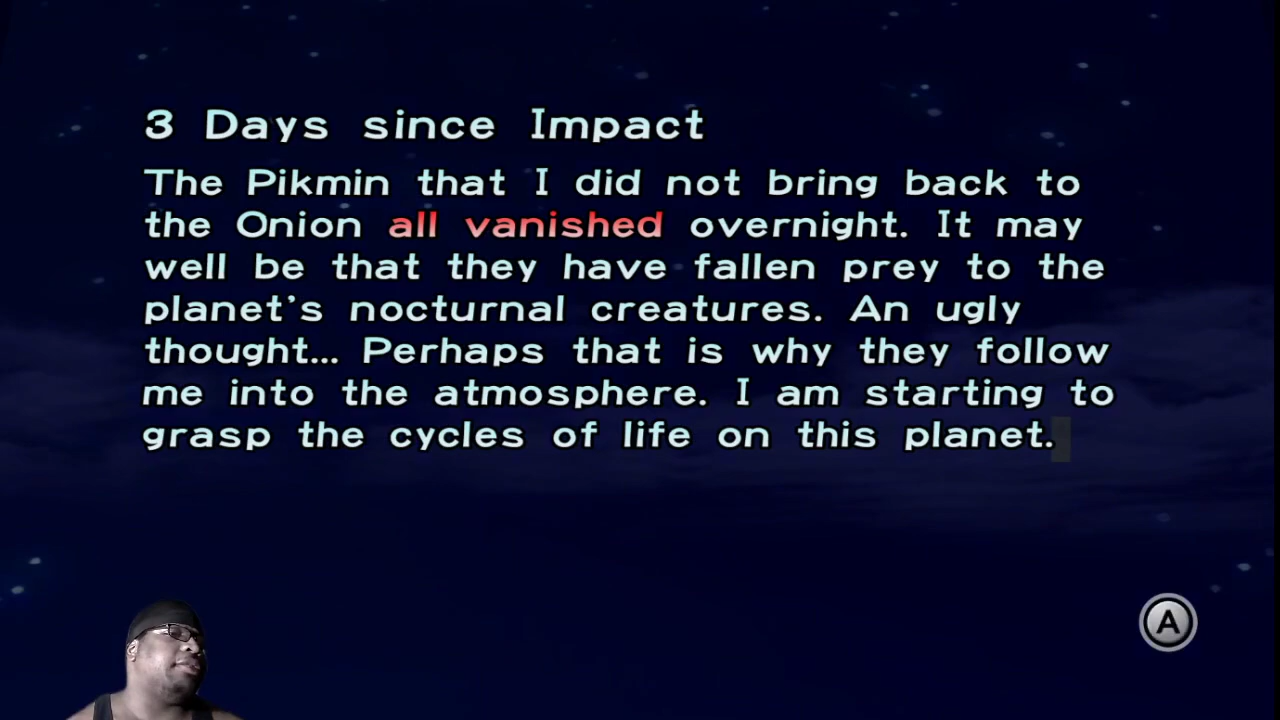 3 Days since Impact
The Pikmin that I did not bring back to
the Onion all vanished overnight. It may
well be that they have fallen prey to the
planet's nocturnal creatures. An ugly
thought... Perhaps that is why they follow
me into the atmosphere. I am starting to
grasp the cycles of life on this planet.
A